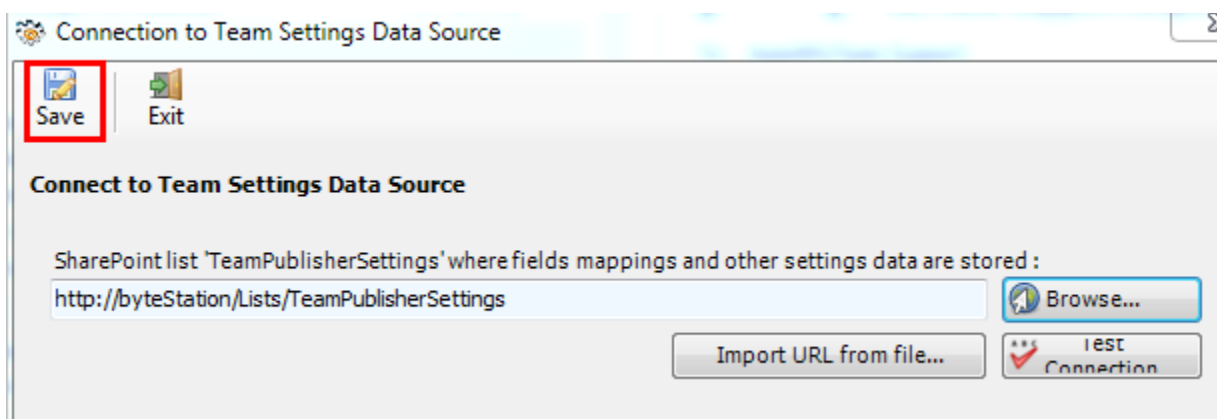 Connection to Team Settings Data Source
Save
Exit
Connect to Team Settings Data Source
SharePoint list 'TeamPublisherSettings' where fields mappings and other settings data are stored :
http://byteStation/Lists/TeamPublisherSettings
Browse...
Import URL from file...
Test
Connection